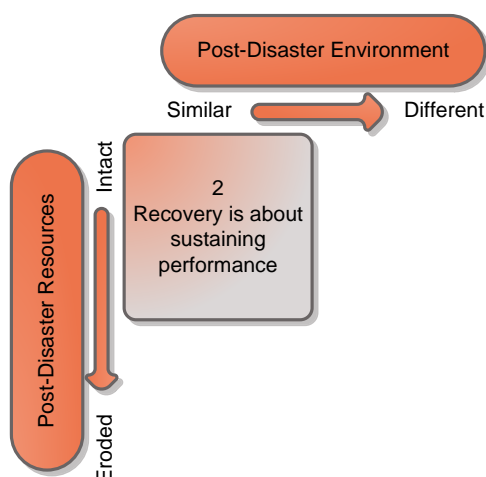 Post-Disaster Environment
Similar Different
Intact
2
Recovery is about
sustaining
performance
Post-Disaster Resources
Eroded